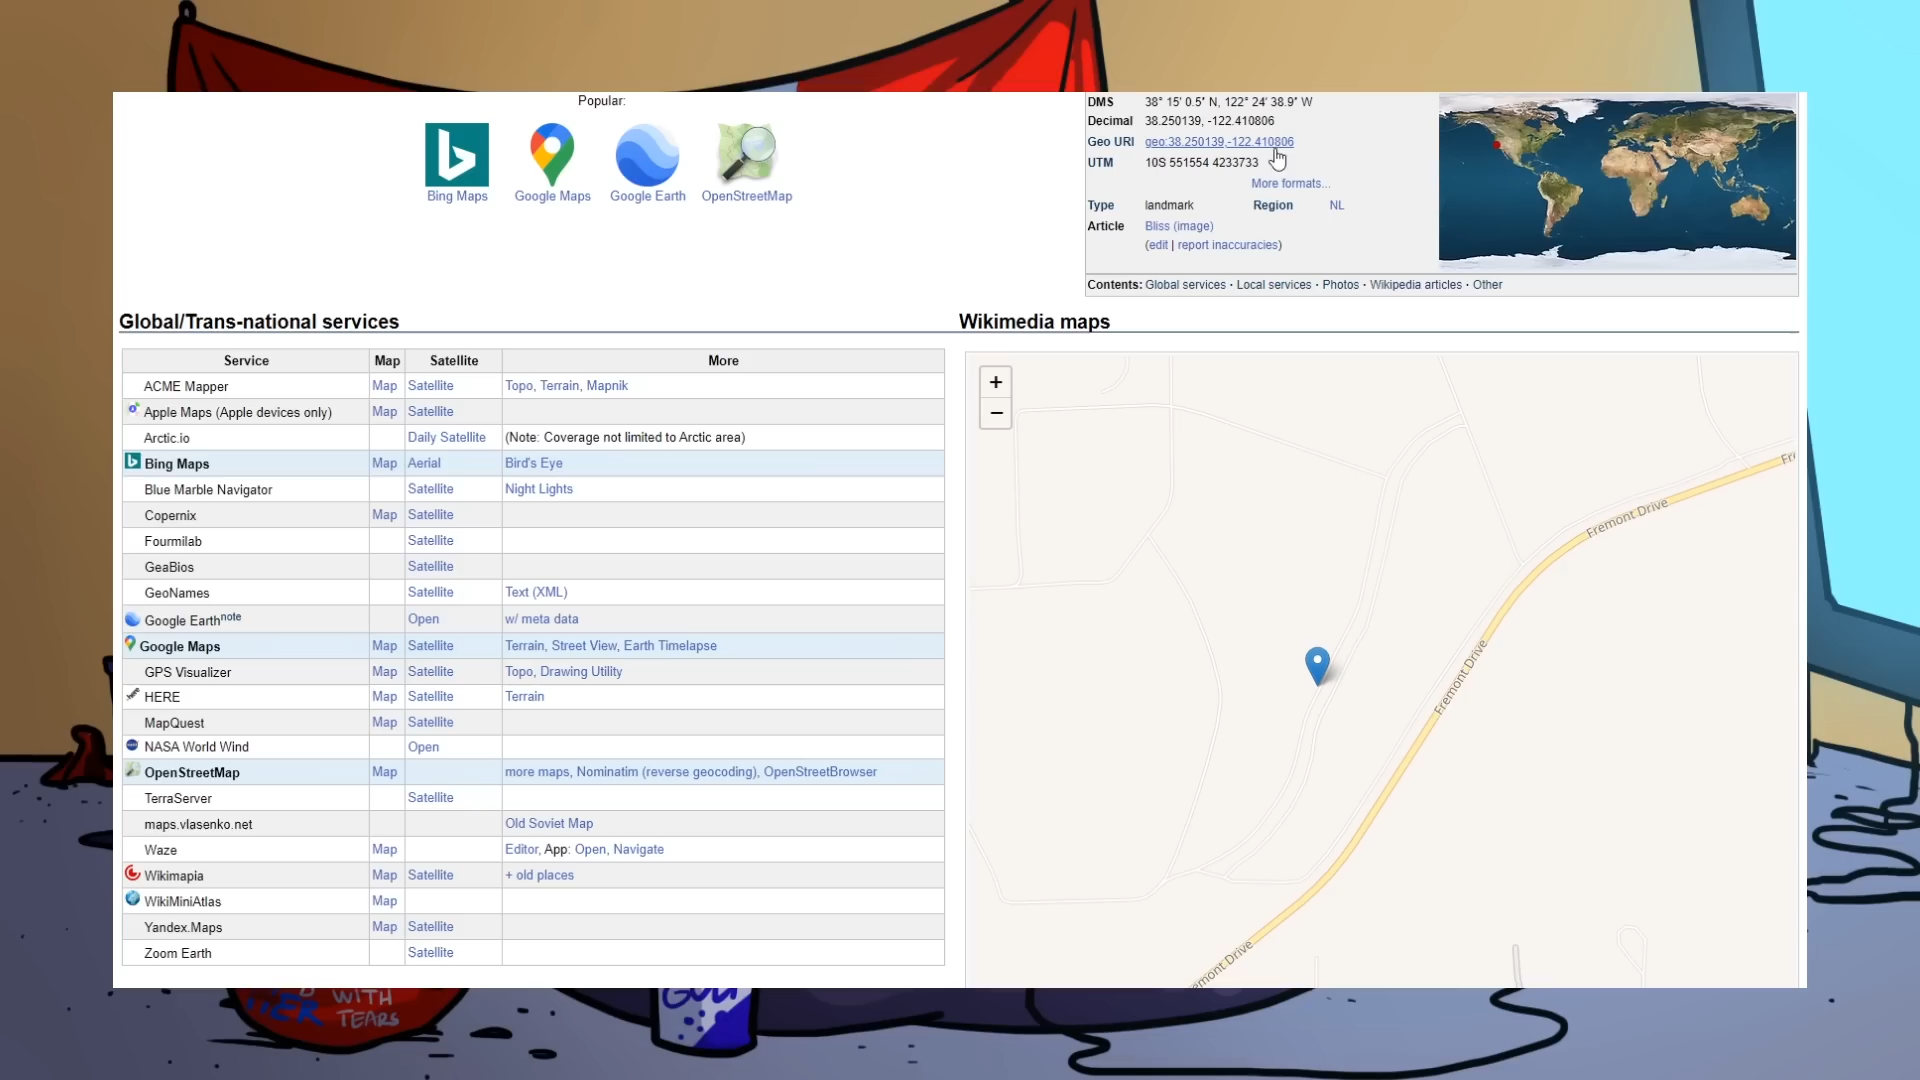 Popular:
Bing Maps
Google Maps
Google Earth
OpenStreetMap
DMS 38° 15′ 0.5″ N, 122° 24′ 38.9″ W
Decimal 38.250139, -122.410806
Geo URI geo:38.250139,-122.410806
UTM 10S 551554 4233733
More formats...
Type landmark Region NL
Article Bliss (image)
(edit | report inaccuracies)
Contents: Global services · Local services · Photos · Wikipedia articles · Other
Global/Trans-national services
Service Map Satellite More
ACME Mapper Map Satellite Topo, Terrain, Mapnik
Apple Maps (Apple devices only) Map Satellite
Arctic.io Daily Satellite (Note: Coverage not limited to Arctic area)
Bing Maps Map Aerial Bird's Eye
Blue Marble Navigator Satellite Night Lights
Copernix Map Satellite
Fourmilab Satellite
GeaBios Satellite
GeoNames Satellite Text (XML)
Google Earthnote Open w/ meta data
Google Maps Map Satellite Terrain, Street View, Earth Timelapse
GPS Visualizer Map Satellite Topo, Drawing Utility
HERE Map Satellite Terrain
MapQuest Map Satellite
NASA World Wind Open
OpenStreetMap Map more maps, Nominatim (reverse geocoding), OpenStreetBrowser
TerraServer Satellite
maps.vlasenko.net Old Soviet Map
Waze Map Editor, App: Open, Navigate
Wikimapia Map Satellite + old places
WikiMiniAtlas Map
Yandex.Maps Map Satellite
Zoom Earth Satellite
Wikimedia maps
+
−
Fremont Drive
Fremont Drive
WITH
TEARS